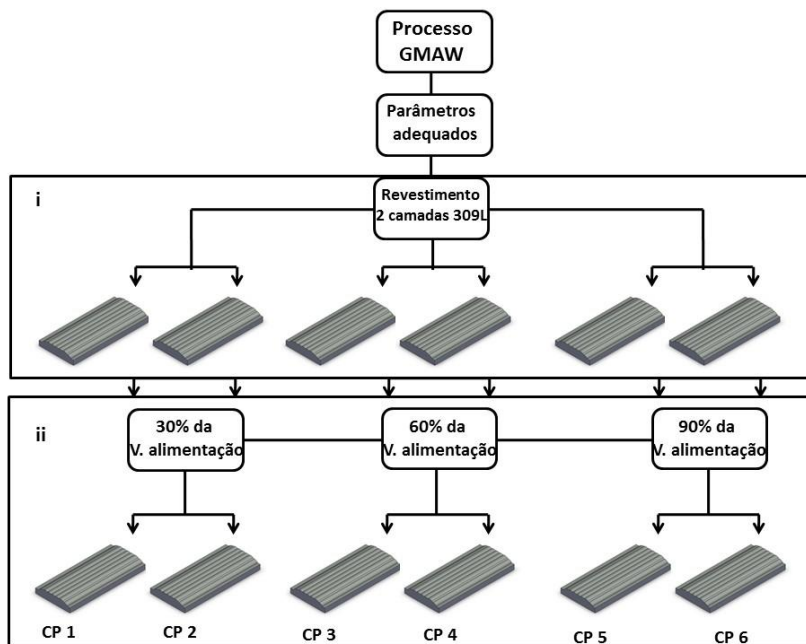 Processo
GMAW
Parâmetros
adequados
i
Revestimento
2 camadas 309L
ii
30% da
V. alimentação
60% da
V. alimentação
90% da
V. alimentação
CP 1
CP 2
CP 3
CP 4
CP 5
CP 6